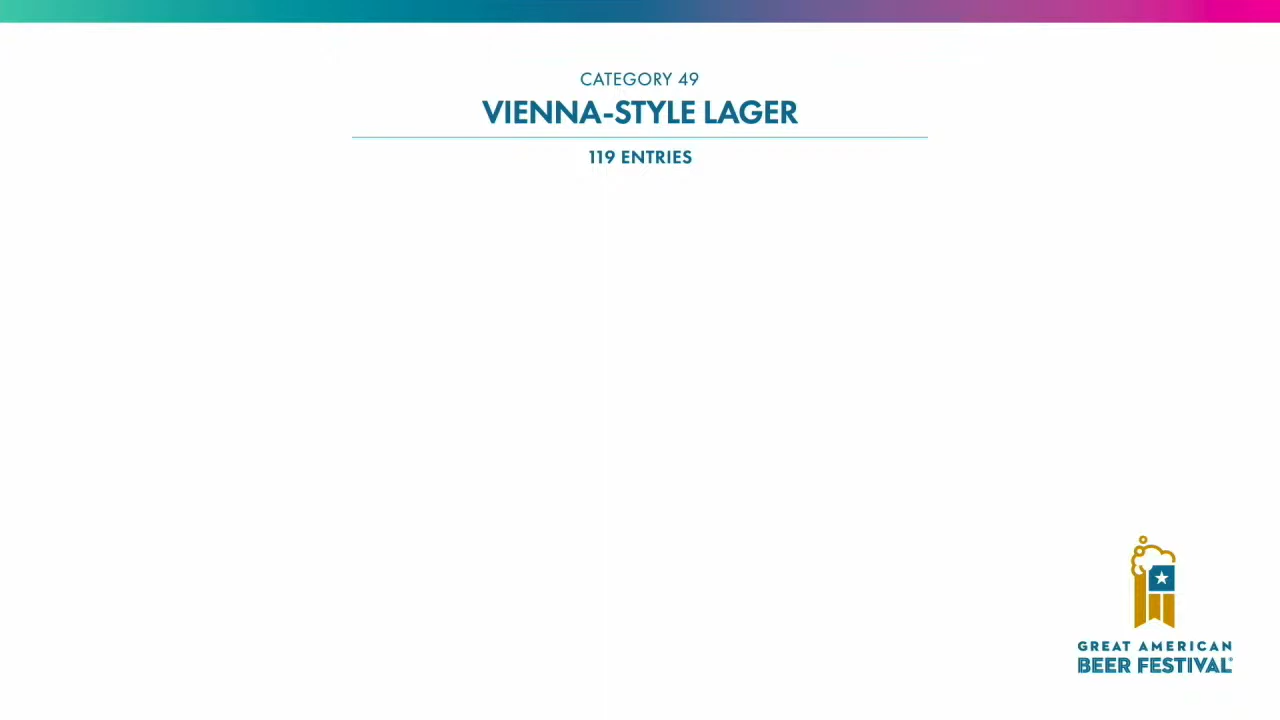 CATEGORY 49
VIENNA-STYLE LAGER
119 ENTRIES
GREAT AMERICAN
BEER FESTIVAL®